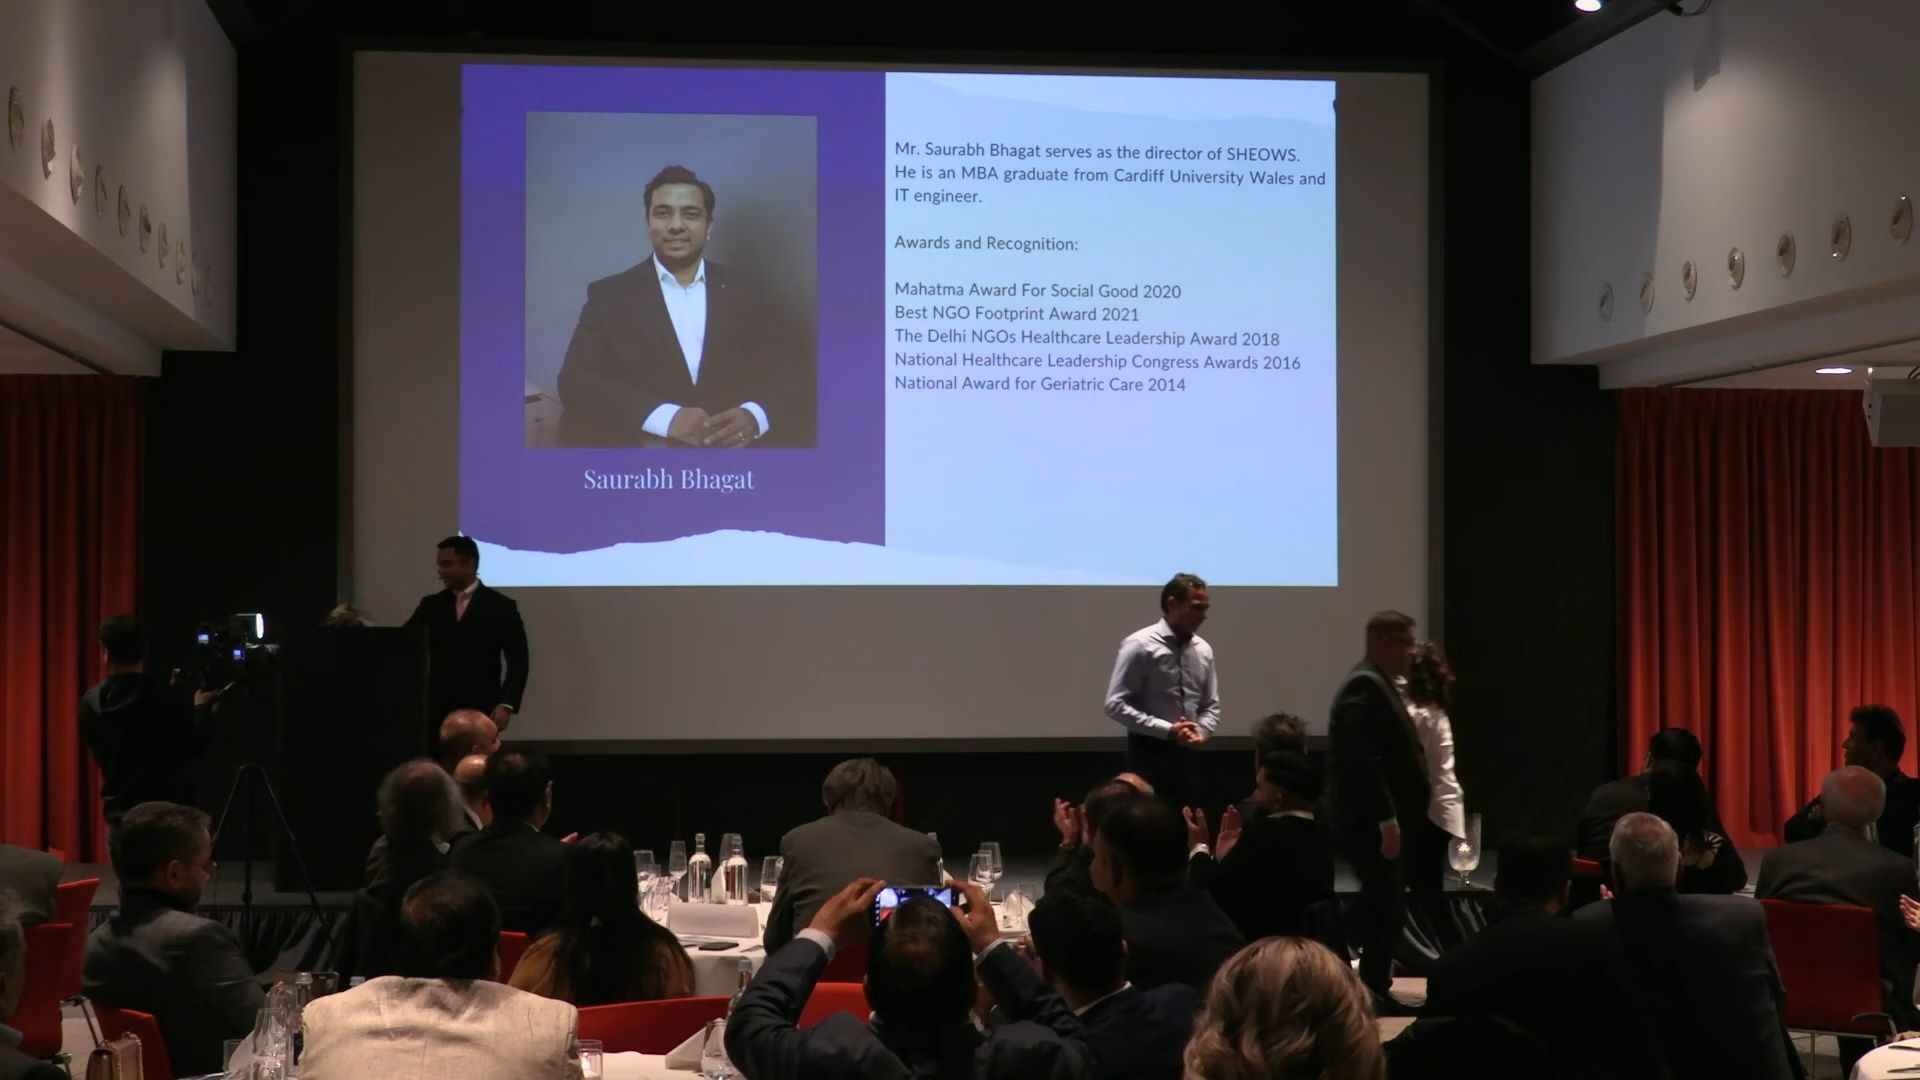 Mr. Saurabh Bhagat serves as the director of SHEOWS.
He is an MBA graduate from Cardiff University Wales and
IT engineer.
Awards and Recognition:
Mahatma Award For Social Good 2020
Best NGO Footprint Award 2021
The Delhi NGOs Healthcare Leadership Award 2018
National Healthcare Leadership Congress Awards 2016
National Award for Geriatric Care 2014
Saurabh Bhagat